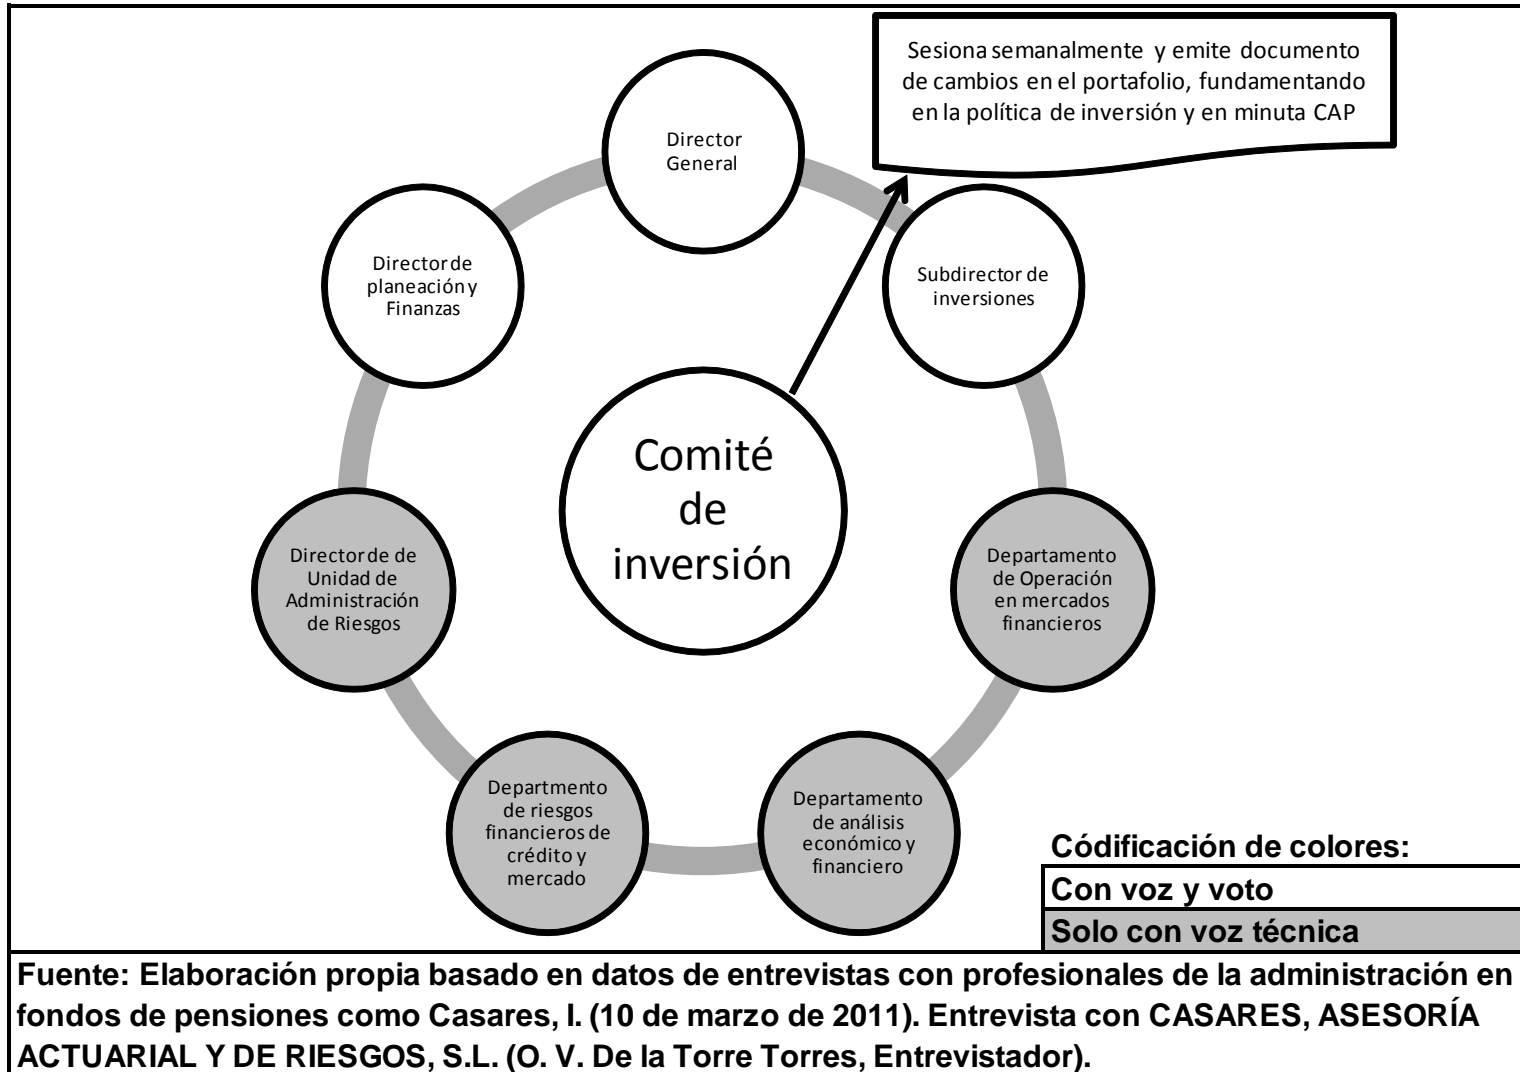 Sesiona semanalmente y emite documento
de cambios en el portafolio, fundamentando
en la política de inversión y en minuta CAP
Director
General
Director de
planeación y
Finanzas
Subdirector de
inversiones
Comité
de
inversión
Director de de
Unidad de
Administración
de Riesgos
Departamento
de Operación
en mercados
financieros
Departmento
de riesgos
financieros de
crédito y
mercado
Departamento
de análisis
económico y
financiero
Códificación de colores:
Con voz y voto
Solo con voz técnica
Fuente: Elaboración propia basado en datos de entrevistas con profesionales de la administración en
fondos de pensiones como Casares, I. (10 de marzo de 2011). Entrevista con CASARES, ASESORÍA
ACTUARIAL Y DE RIESGOS, S.L. (O. V. De la Torre Torres, Entrevistador).